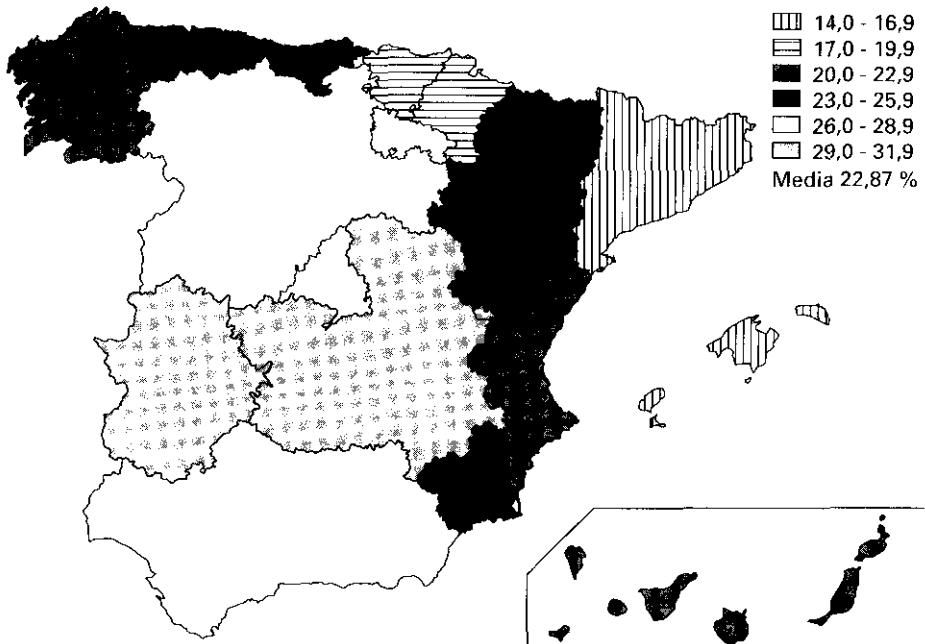 14,0 - 16,9
17,0 - 19,9
20,0 - 22,9
23,0 - 25,9
26,0 - 28,9
29,0 - 31,9
Media 22,87 %